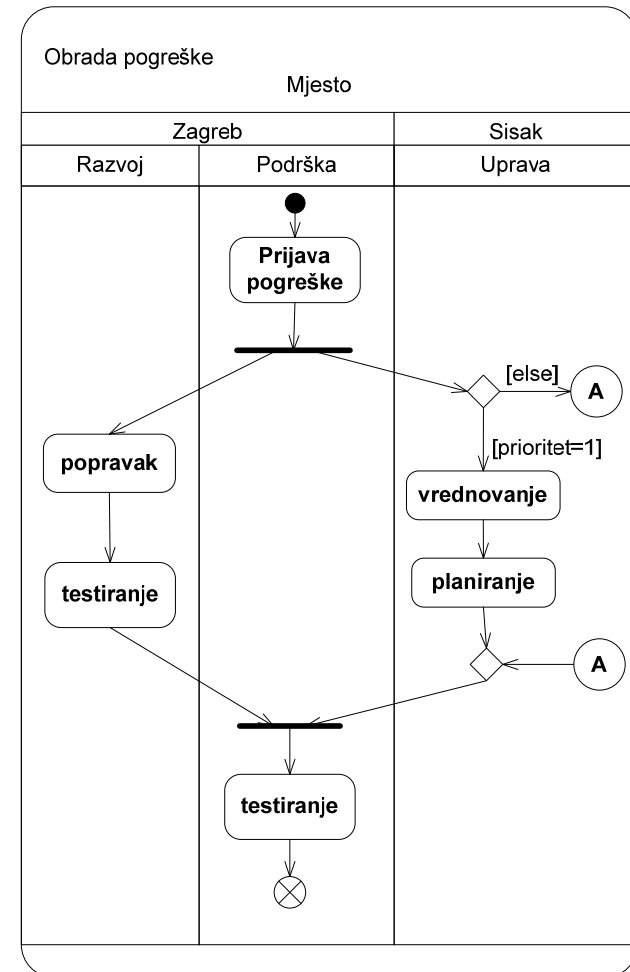 Obrada pogreške
Mjesto
Zagreb
Sisak
Razvoj
Podrška
Uprava
Prijava
pogreške
[else]
A
[prioritet=1]
popravak
vrednovanje
testiranje
planiranje
A
testiranje